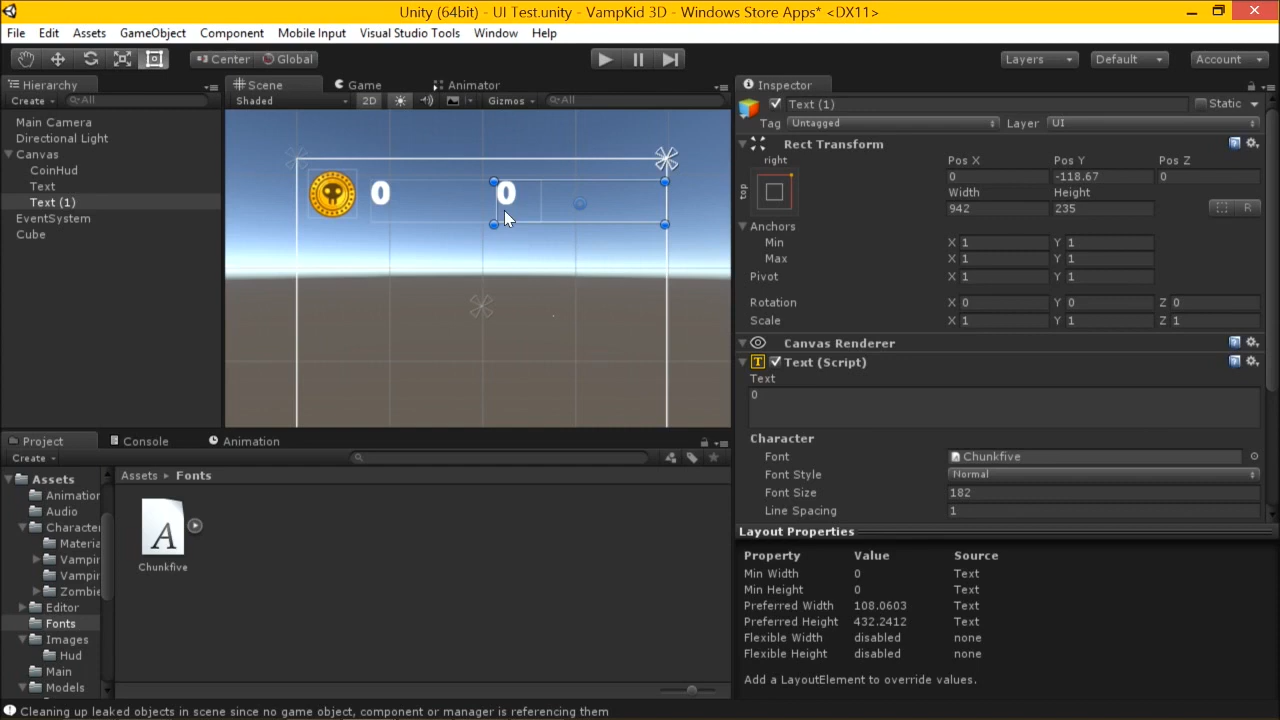 Unity (64bit) - UI Test.unity - VampKid 3D - Windows Store Apps* <DX11>
File Edit Assets GameObject Component Mobile Input Visual Studio Tools Window Help
Center Global Layers Default Account
Hierarchy
Create All
Main Camera
Directional Light
Canvas
CoinHud
Text
Text (1)
EventSystem
Cube
Scene Game Animator
Shaded 2D Gizmos All
0 0
Inspector
Text (1) Static
Tag Untagged Layer UI
Rect Transform
right
top
Pos X Pos Y Pos Z
0 -118.67 0
Width Height
942 235
R
Anchors
Min X 1 Y 1
Max X 1 Y 1
Pivot X 1 Y 1
Rotation X 0 Y 0 Z 0
Scale X 1 Y 1 Z 1
Canvas Renderer
T Text (Script)
Text
0
Character
Font Chunkfive
Font Style Normal
Font Size 182
Line Spacing 1
Layout Properties
Property Value Source
Min Width 0 Text
Min Height 0 Text
Preferred Width 108.0603 Text
Preferred Height 432.2412 Text
Flexible Width disabled none
Flexible Height disabled none
Add a LayoutElement to override values.
Project Console Animation
Create
Assets
Animation
Audio
Character
Materia
Vampir
Vampir
Zombie
Editor
Fonts
Images
Hud
Main
Models
Assets Fonts
A
Chunkfive
Cleaning up leaked objects in scene since no game object, component or manager is referencing them